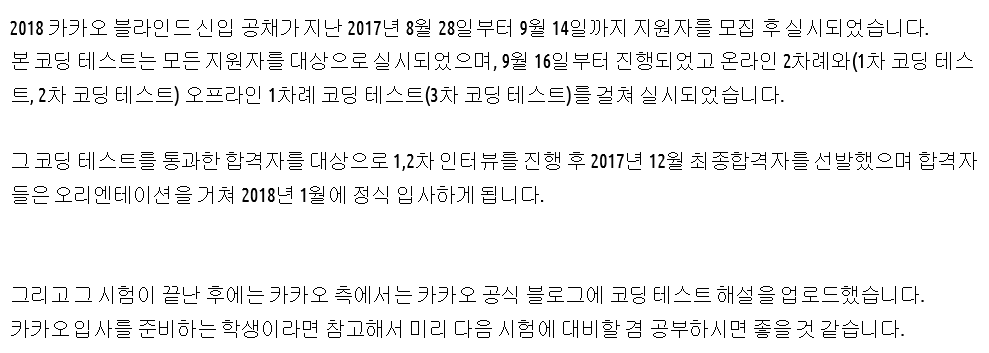 2018 카카오 블라인드 신입 공채가 지난 2017년 8월 28일부터 9월 14일까지 지원자를 모집 후 실시되었습니다.
본 코딩 테스트는 모든 지원자를 대상으로 실시되었으며, 9월 16일부터 진행되었고 온라인 2차례와(1차 코딩 테스
트, 2차 코딩 테스트) 오프라인 1차례 코딩 테스트(3차 코딩 테스트)를 걸쳐 실시되었습니다.
그 코딩 테스트를 통과한 합격자를 대상으로 1,2차 인터뷰를 진행 후 2017년 12월 최종합격자를 선발했으며 합격자
들은 오리엔테이션을 거쳐 2018년 1월에 정식 입사하게 됩니다.
그리고 그 시험이 끝난 후에는 카카오 측에서는 카카오 공식 블로그에 코딩 테스트 해설을 업로드했습니다.
카카오 입사를 준비하는 학생이라면 참고해서 미리 다음 시험에 대비할 겸 공부하시면 좋을 것 같습니다.